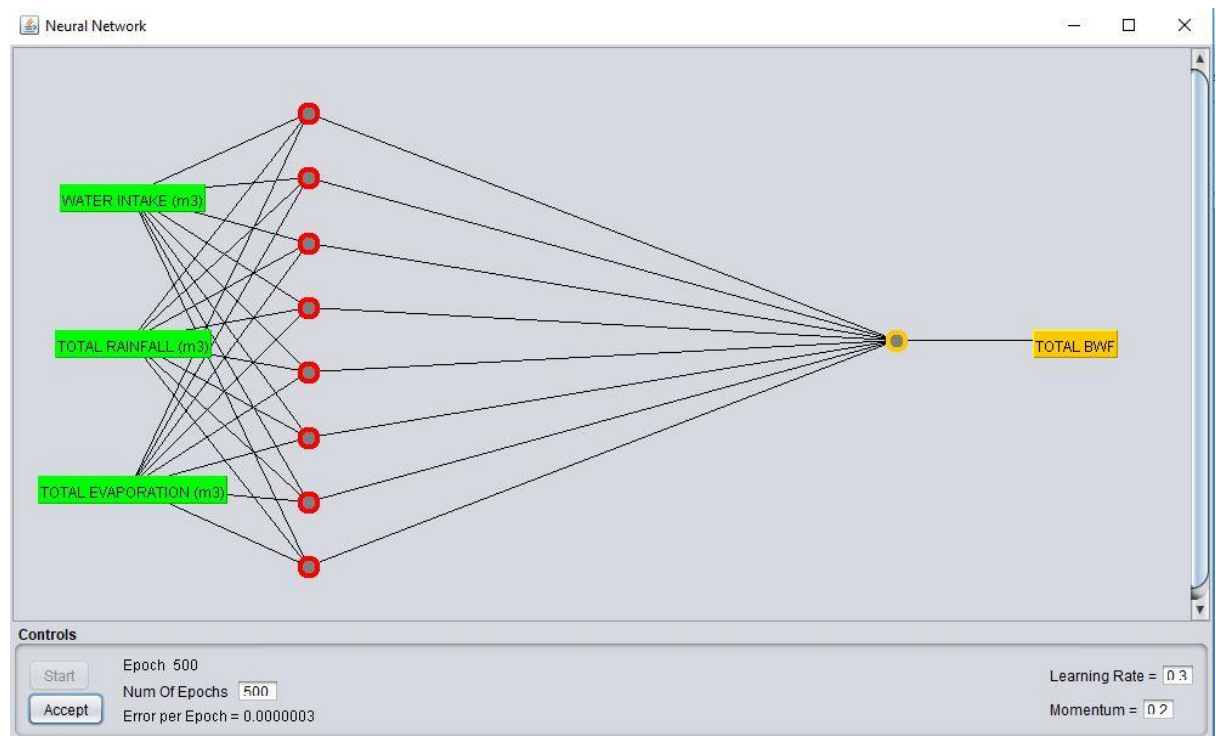 Neural Network
WATER INTAKE (m3)
TOTAL RAINFALL (m3)
TOTAL BWF
TOTAL EVAPORATION (m3)
Controls
Start
Accept
Epoch 500
Num Of Epochs 500
Error per Epoch = 0.0000003
Learning Rate = 0.3
Momentum = 0.2